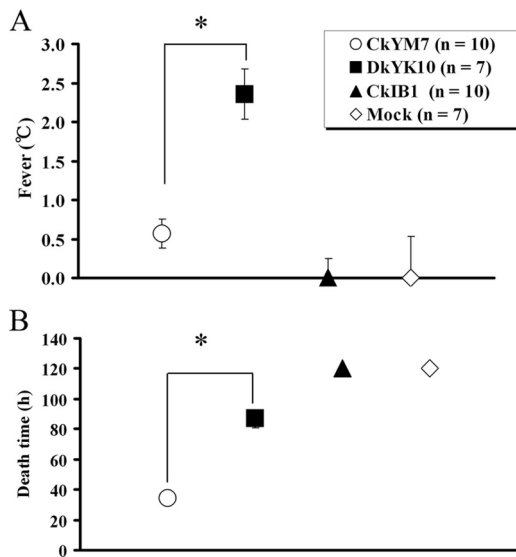 A
*
3.0
2.5
2.0
1.5
1.0
0.5
0.0
Fever (℃)
CkYM7 (n = 10)
DkYK10 (n = 7)
CkIB1 (n = 10)
Mock (n = 7)
B
*
140
120
100
80
60
40
20
0
Death time (h)